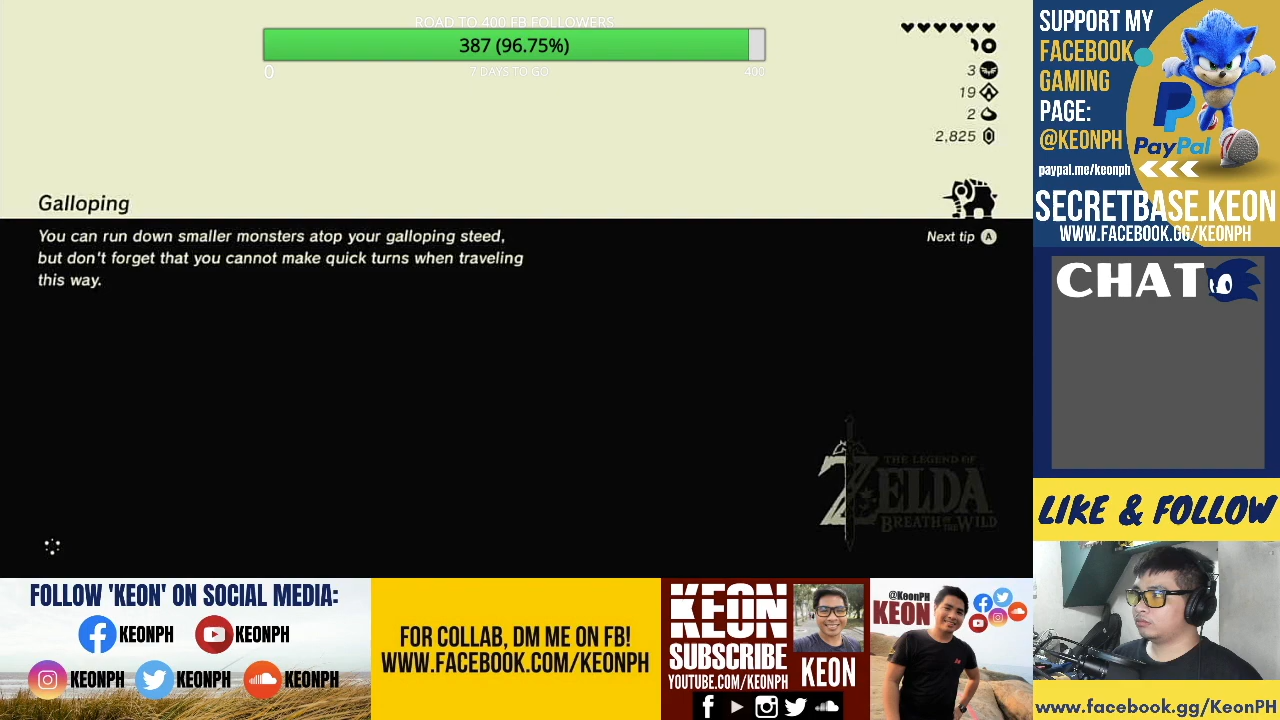 ROAD TO 400 FB FOLLOWERS
387 (96.75%)
0
7 DAYS TO GO
400
3
19
2
2,825
Galloping
You can run down smaller monsters atop your galloping steed,
but don't forget that you cannot make quick turns when traveling
this way.
Next tip A
THE LEGEND OF
ZELDA
BREATH OF THE WILD
SUPPORT MY
FACEBOOK
GAMING
PAGE:
@KEONPH
PayPal
paypal.me/keonph
SECRETBASE.KEON
WWW.FACEBOOK.GG/KEONPH
CHAT
LIKE & FOLLOW
www.facebook.gg/KeonPH
FOLLOW 'KEON' ON SOCIAL MEDIA:
KEONPH
KEONPH
KEONPH
KEONPH
KEONPH
FOR COLLAB, DM ME ON FB!
WWW.FACEBOOK.COM/KEONPH
KEON
SUBSCRIBE
YOUTUBE.COM/KEONPH
KEON
@KeonPH
KEON